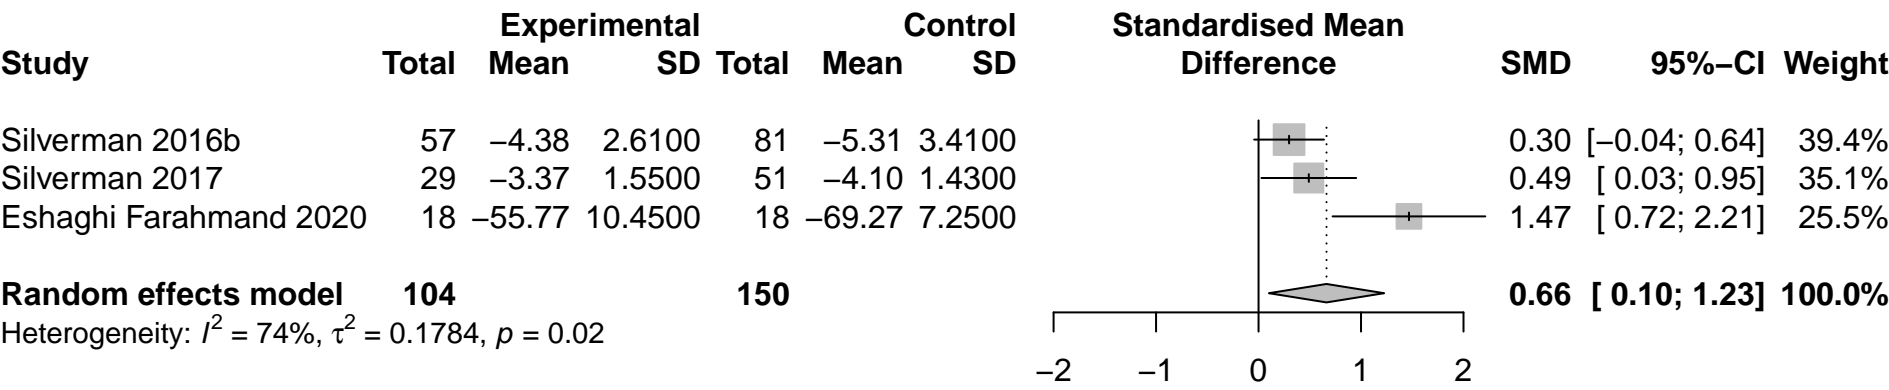 Experimental Control Standardised Mean
Study Total Mean SD Total Mean SD Difference SMD 95%−CI Weight
Silverman 2016b 57 −4.38 2.6100 81 −5.31 3.4100 0.30 [−0.04; 0.64] 39.4%
Silverman 2017 29 −3.37 1.5500 51 −4.10 1.4300 0.49 [ 0.03; 0.95] 35.1%
Eshaghi Farahmand 2020 18 −55.77 10.4500 18 −69.27 7.2500 1.47 [ 0.72; 2.21] 25.5%
Random effects model 104 150 0.66 [ 0.10; 1.23] 100.0%
Heterogeneity: I² = 74%, τ² = 0.1784, p = 0.02
−2 −1 0 1 2